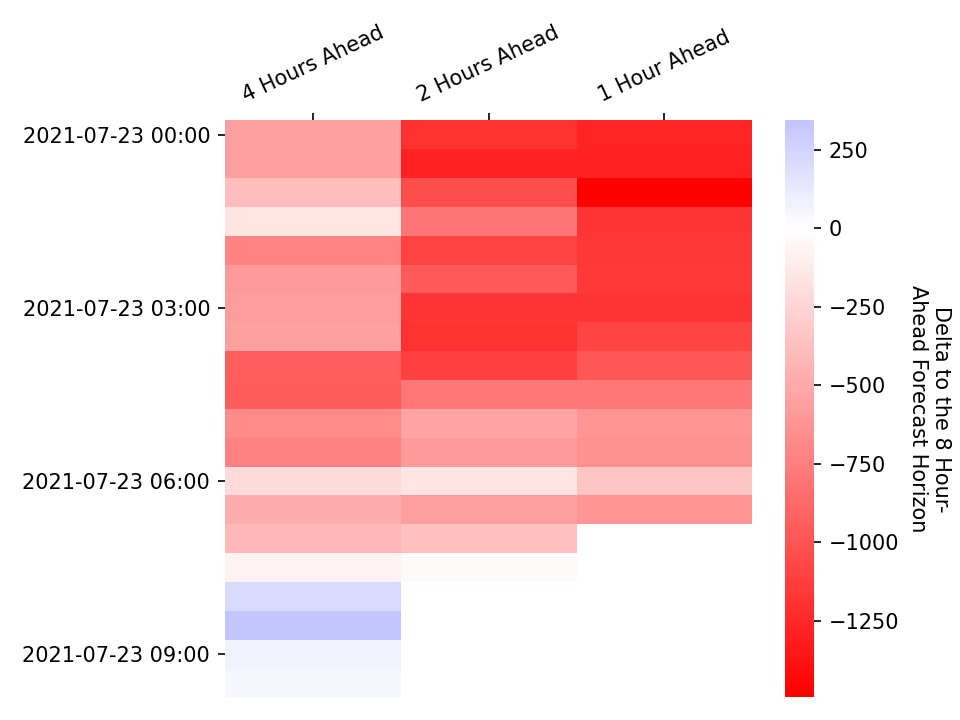 4 Hours Ahead
2 Hours Ahead
1 Hour Ahead
2021-07-23 00:00
2021-07-23 03:00
2021-07-23 06:00
2021-07-23 09:00
250
0
−250
−500
−750
−1000
−1250
Delta to the 8 Hour-
Ahead Forecast Horizon